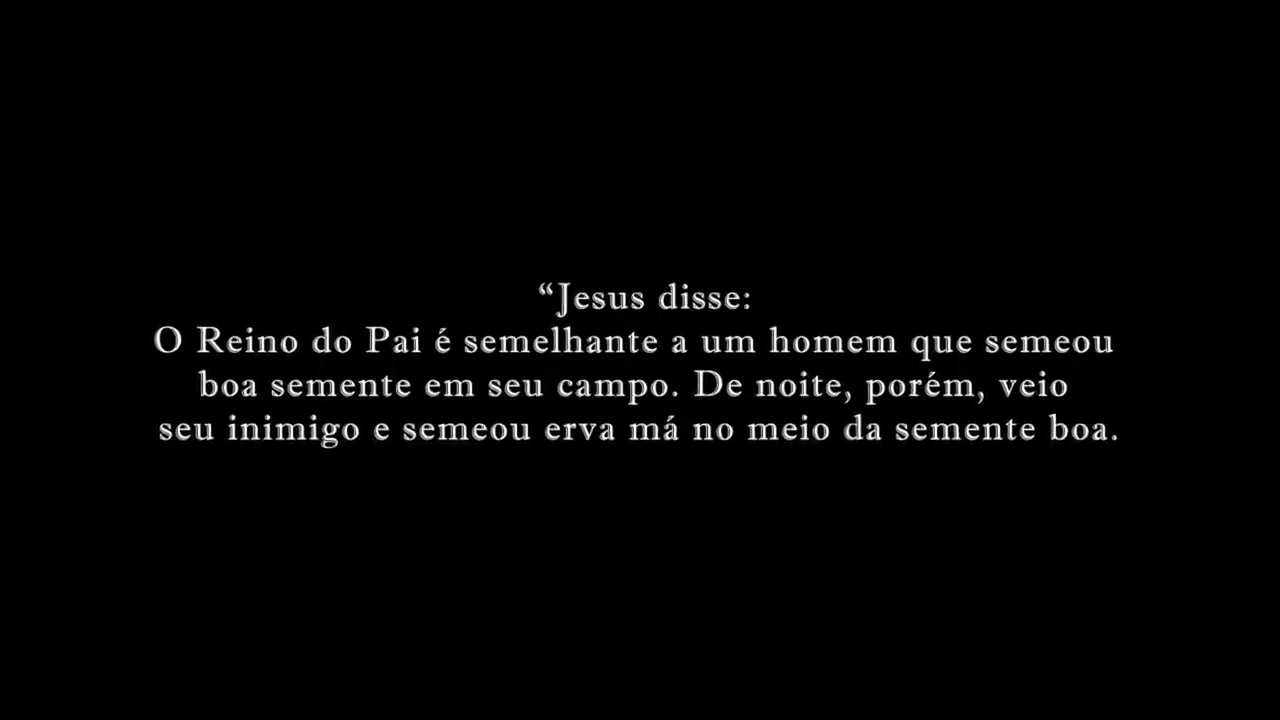 “Jesus disse:
O Reino do Pai é semelhante a um homem que semeou
boa semente em seu campo. De noite, porém, veio
seu inimigo e semeou erva má no meio da semente boa.